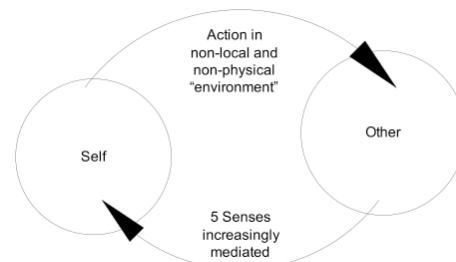 Action in
non-local and
non-physical
“environment”
Self
Other
5 Senses
increasingly
mediated